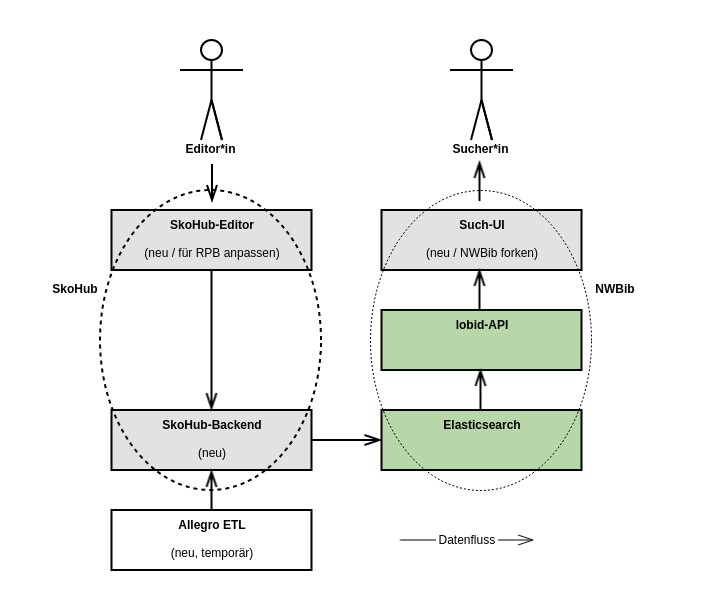 Editor*in
Sucher*in
SkoHub-Editor
(neu / für RPB anpassen)
Such-UI
(neu / NWBib forken)
SkoHub
NWBib
lobid-API
SkoHub-Backend
(neu)
Elasticsearch
Allegro ETL
(neu, temporär)
Datenfluss